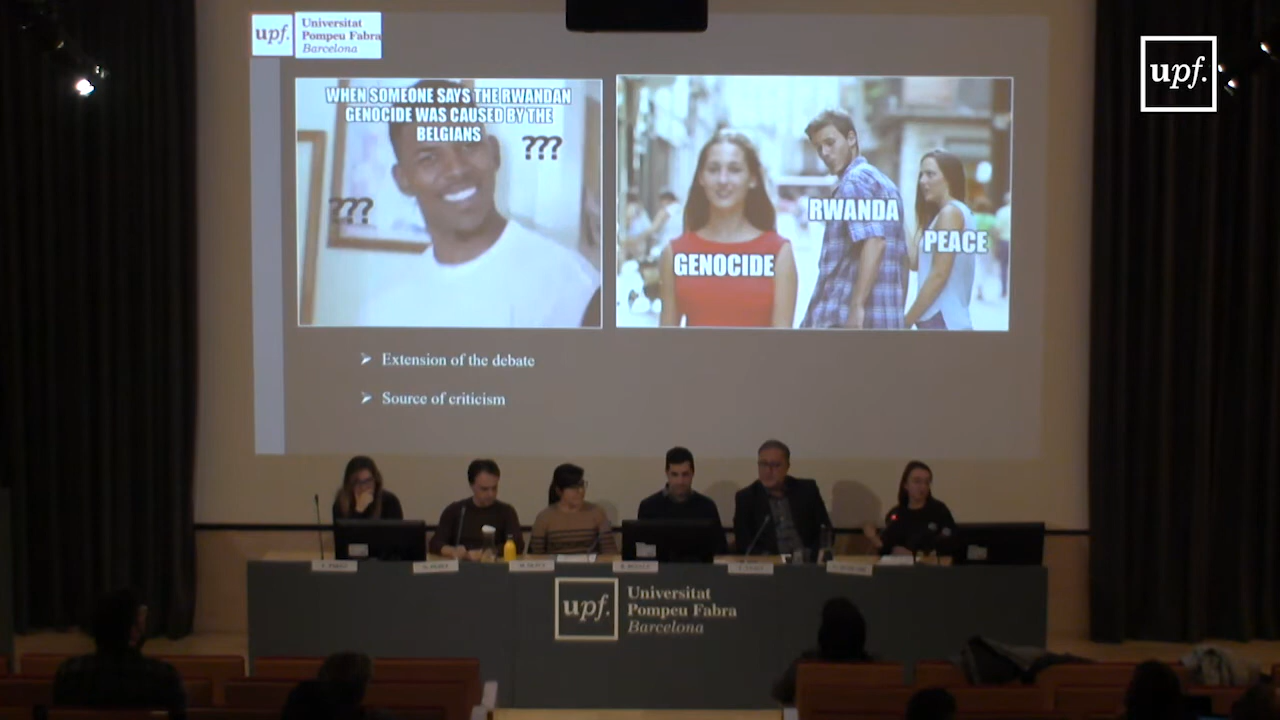 upf.
Universitat
Pompeu Fabra
Barcelona
upf.
WHEN SOMEONE SAYS THE RWANDAN
GENOCIDE WAS CAUSED BY THE
BELGIANS
???
???
RWANDA
PEACE
GENOCIDE
➢ Extension of the debate
➢ Source of criticism
upf.
Universitat
Pompeu Fabra
Barcelona